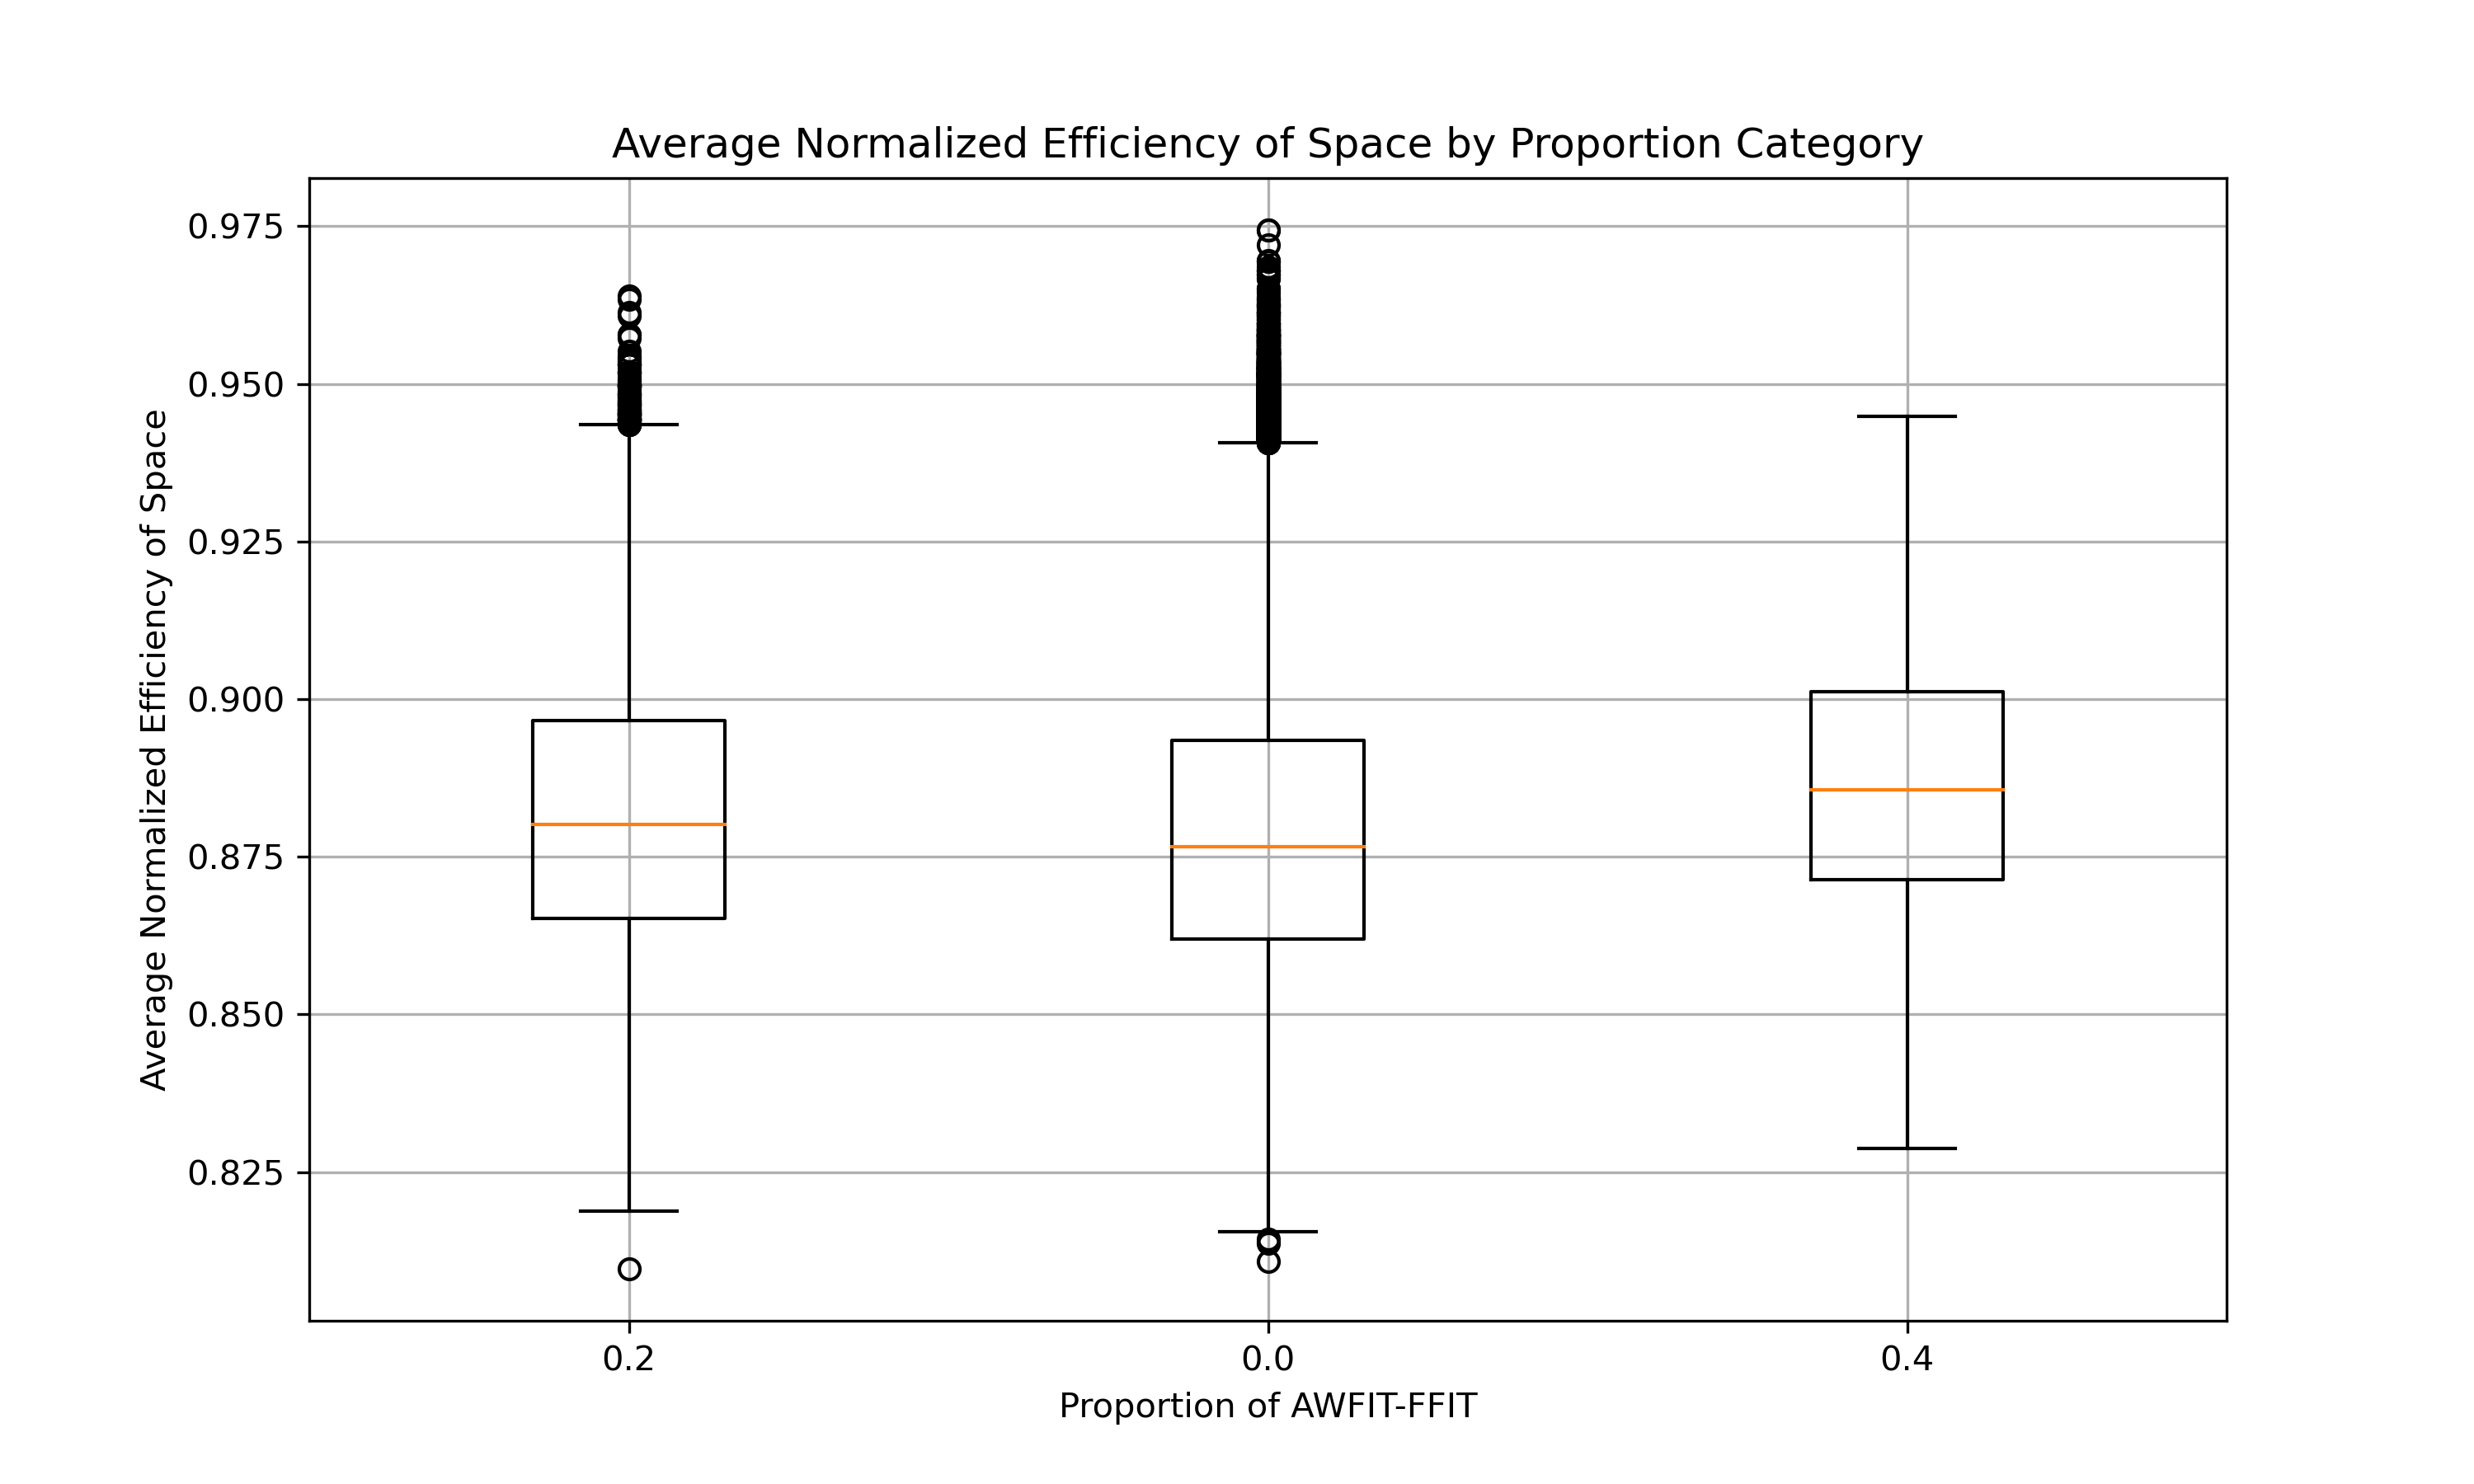 Average Normalized Efficiency of Space by Proportion Category
Average Normalized Efficiency of Space
0.975
0.950
0.925
0.900
0.875
0.850
0.825
0.2 0.0 0.4
Proportion of AWFIT-FFIT